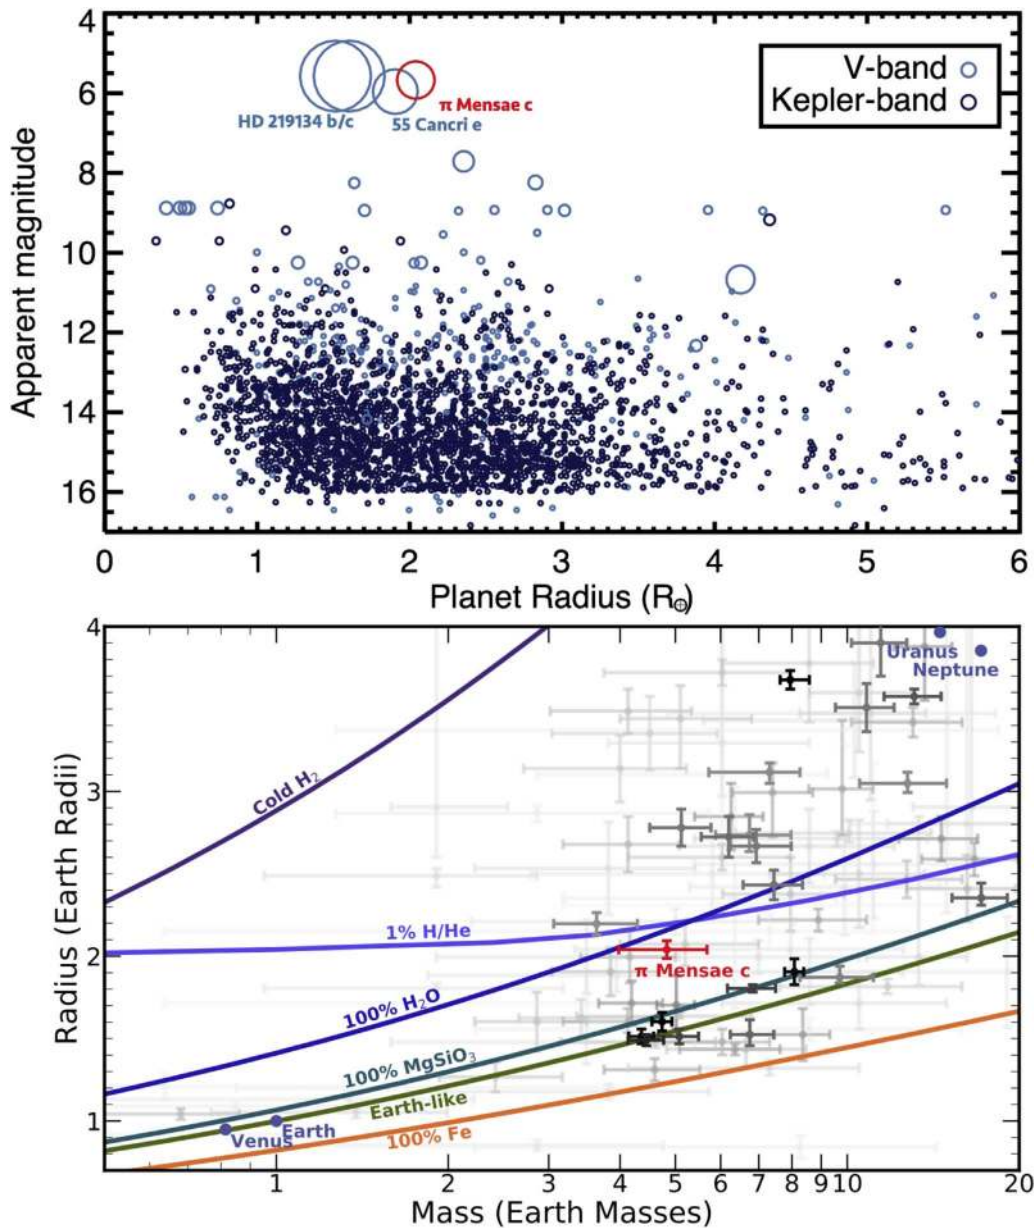 4
6
8
10
12
14
16
Apparent magnitude
V-band
Kepler-band
HD 219134 b/c
55 Cancri e
π Mensae c
0 1 2 3 4 5 6
Planet Radius (R⊕)
4
3
2
1
Radius (Earth Radii)
Uranus
Neptune
Cold H₂
1% H/He
π Mensae c
100% H₂O
100% MgSiO₃
Earth-like
Earth
Venus
100% Fe
1 2 3 4 5 6 7 8 9 10 20
Mass (Earth Masses)